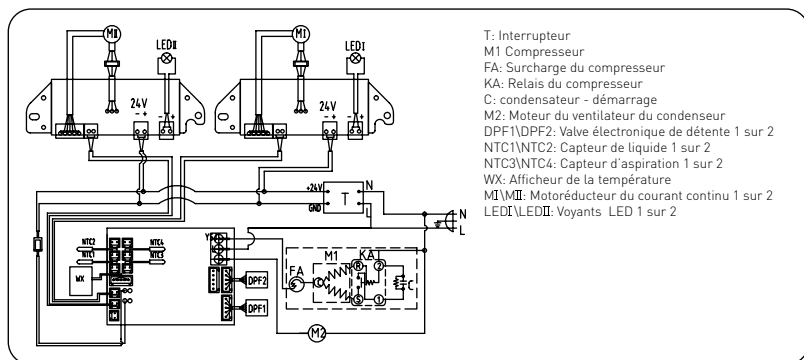 MⅡ
LEDⅡ
MⅠ
LEDⅠ
24V
- +
- +
24V
- +
- +
+24V
GND
T
N
L
N
L
NTC2
NTC4
NTC1
NTC3
WX
DPF2
DPF1
FA
M1
KA
C
R
S
2
1
C
M2
T: Interrupteur
M1 Compresseur
FA: Surcharge du compresseur
KA: Relais du compresseur
C: condensateur - démarrage
M2: Moteur du ventilateur du condenseur
DPF1\DPF2: Valve électronique de détente 1 sur 2
NTC1\NTC2: Capteur de liquide 1 sur 2
NTC3\NTC4: Capteur d'aspiration 1 sur 2
WX: Afficheur de la température
MⅠ\MⅡ: Motoréducteur du courant continu 1 sur 2
LEDⅠ\LEDⅡ: Voyants LED 1 sur 2